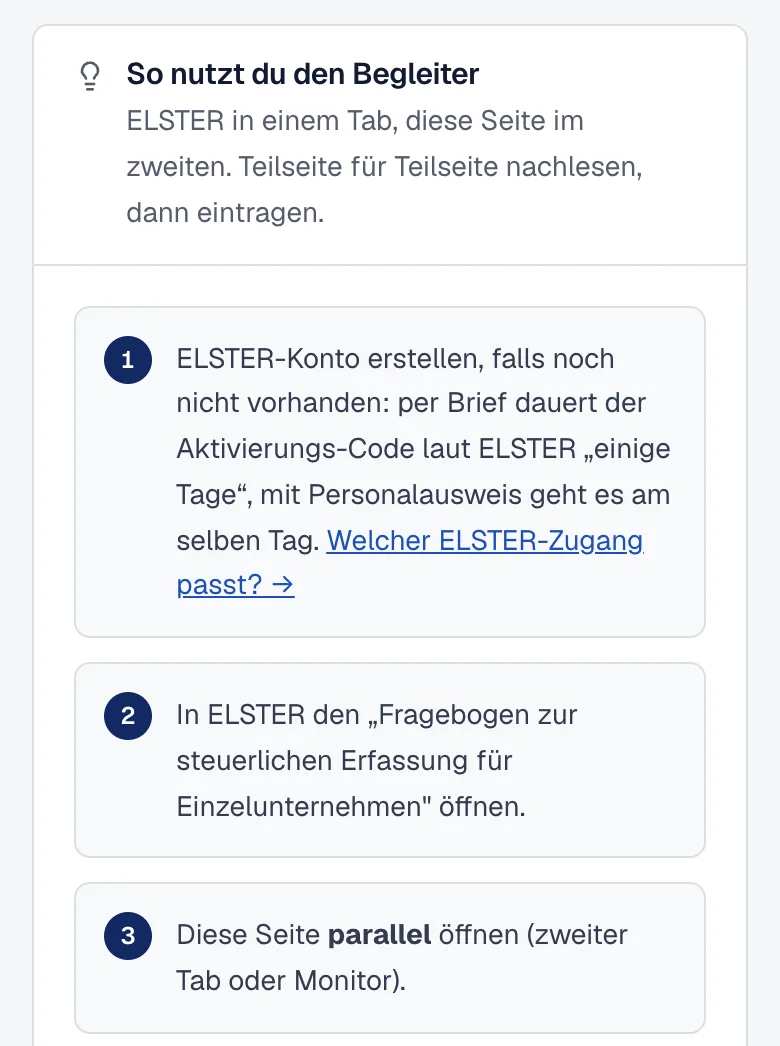 So nutzt du den Begleiter
ELSTER in einem Tab, diese Seite im
zweiten. Teilseite für Teilseite nachlesen,
dann eintragen.
1
ELSTER-Konto erstellen, falls noch
nicht vorhanden: per Brief dauert der
Aktivierungs-Code laut ELSTER „einige
Tage“, mit Personalausweis geht es am
selben Tag. Welcher ELSTER-Zugang
passt? →
2
In ELSTER den „Fragebogen zur
steuerlichen Erfassung für
Einzelunternehmen" öffnen.
3
Diese Seite parallel öffnen (zweiter
Tab oder Monitor).